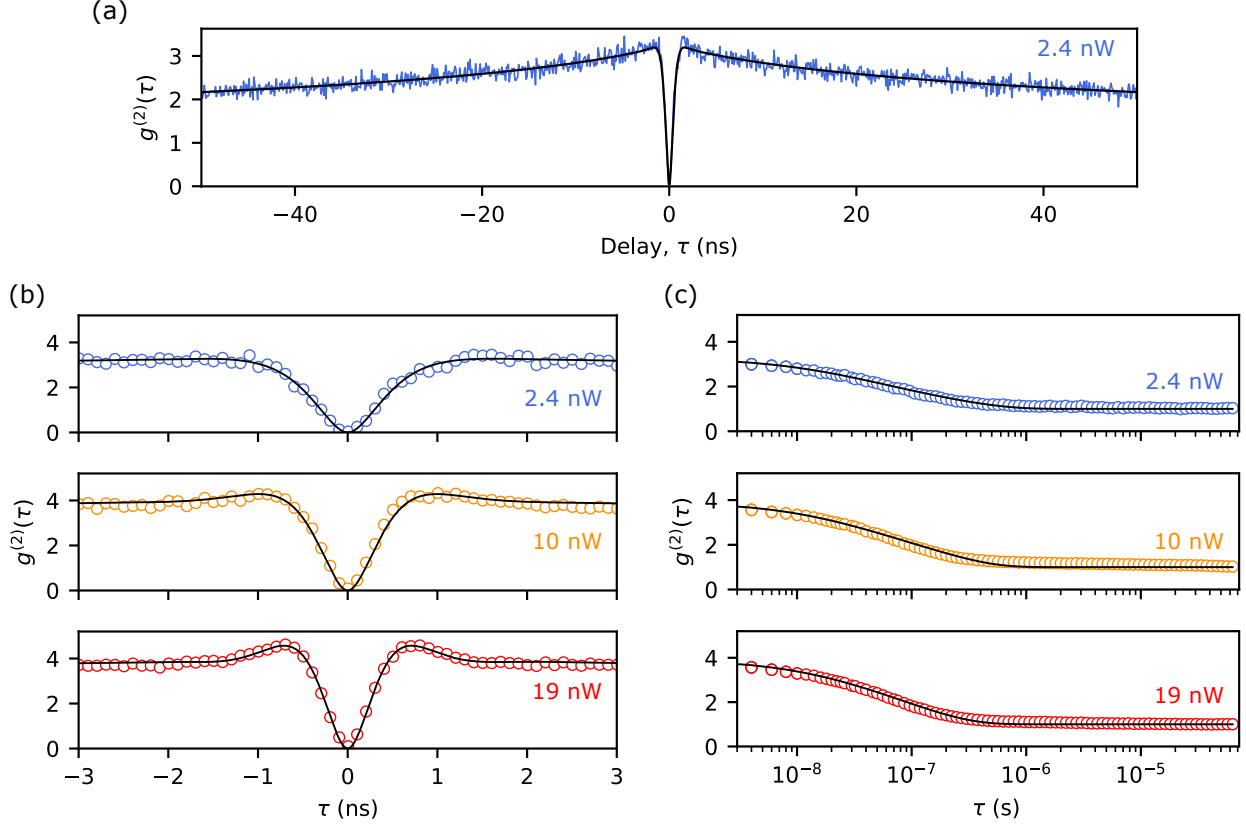 (a)
2.4 nW
3
2
1
0
g⁽²⁾(τ)
−40 −20 0 20 40
Delay, τ (ns)
(b)
4
2
0
2.4 nW
4
2
0
10 nW
g⁽²⁾(τ)
4
2
0
19 nW
−3 −2 −1 0 1 2 3
τ (ns)
(c)
4
2
0
2.4 nW
4
2
0
10 nW
g⁽²⁾(τ)
4
2
0
19 nW
10⁻⁸ 10⁻⁷ 10⁻⁶ 10⁻⁵
τ (s)